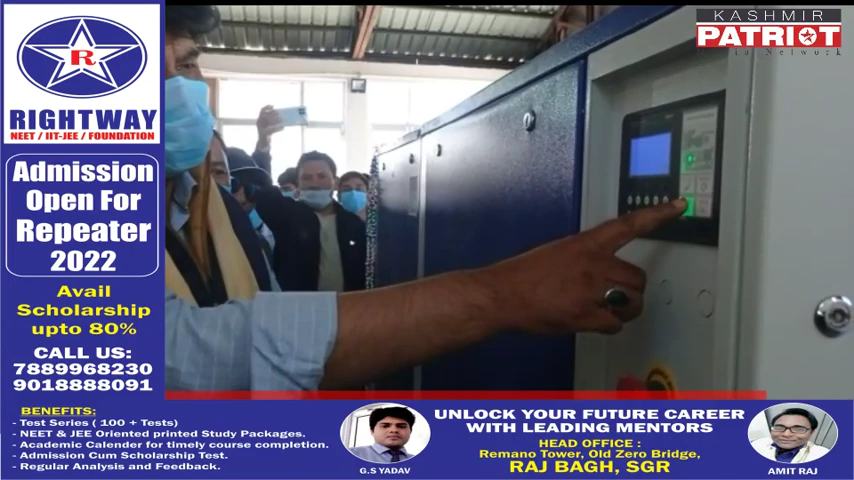 R
RIGHTWAY
NEET / IIT-JEE / FOUNDATION
Admission
Open For
Repeater
2022
Avail
Scholarship
upto 80%
CALL US:
7889968230
9018888091
KASHMIR
PATRIOT
in Network
BENEFITS:
- Test Series ( 100 + Tests)
- NEET & JEE Oriented printed Study Packages.
- Academic Calender for timely course completion.
- Admission Cum Scholarship Test.
- Regular Analysis and Feedback.
G.S YADAV
UNLOCK YOUR FUTURE CAREER
WITH LEADING MENTORS
HEAD OFFICE :
Remano Tower, Old Zero Bridge,
RAJ BAGH, SGR
AMIT RAJ